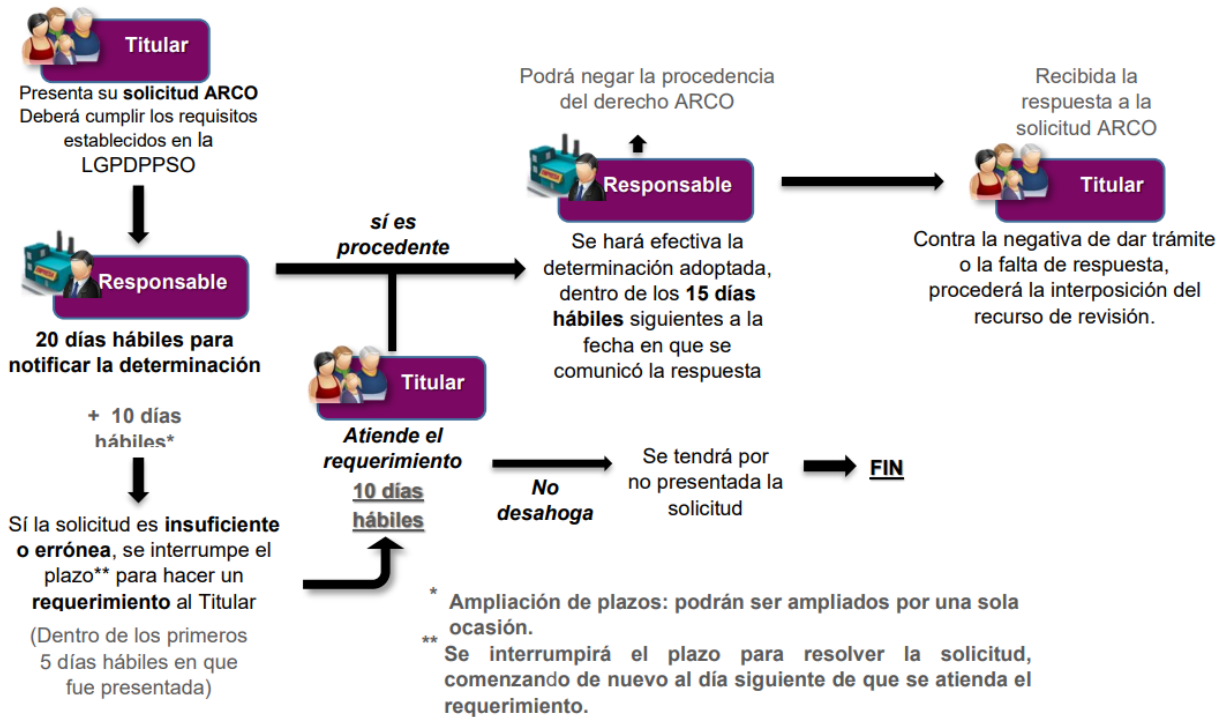 Titular
Presenta su solicitud ARCO
Deberá cumplir los requisitos
establecidos en la
LGPDPPSO
Responsable
20 días hábiles para
notificar la determinación
+ 10 días
hábiles*
Sí la solicitud es insuficiente
o errónea, se interrumpe el
plazo** para hacer un
requerimiento al Titular
(Dentro de los primeros
5 días hábiles en que
fue presentada)
sí es
procedente
Titular
Atiende el
requerimiento
10 días
hábiles
No
desahoga
Se tendrá por
no presentada la
solicitud
FIN
Podrá negar la procedencia
del derecho ARCO
EMPRESA
Responsable
Se hará efectiva la
determinación adoptada,
dentro de los 15 días
hábiles siguientes a la
fecha en que se
comunicó la respuesta
Recibida la
respuesta a la
solicitud ARCO
Titular
Contra la negativa de dar trámite
o la falta de respuesta,
procederá la interposición del
recurso de revisión.
* Ampliación de plazos: podrán ser ampliados por una sola
ocasión.
** Se interrumpirá el plazo para resolver la solicitud,
comenzando de nuevo al día siguiente de que se atienda el
requerimiento.